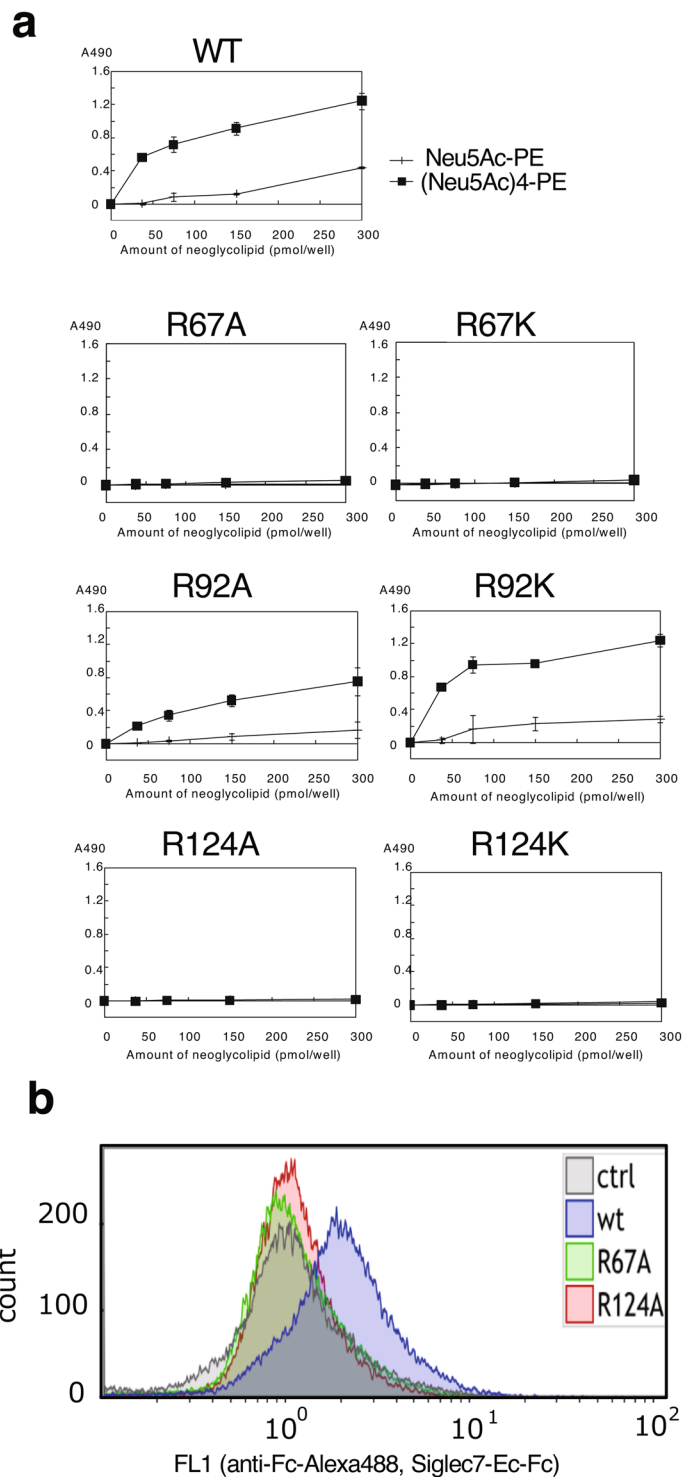 a
WT
A490
1.6
1.2
0.8
0.4
0
0 50 100 150 200 250 300
Amount of neoglycolipid (pmol/well)
Neu5Ac-PE
(Neu5Ac)4-PE
R67A
A490
1.6
1.2
0.8
0.4
0
0 50 100 150 200 250 300
Amount of neoglycolipid (pmol/well)
R67K
A490
1.6
1.2
0.8
0.4
0
0 50 100 150 200 250 300
Amount of neoglycolipid (pmol/well)
R92A
A490
1.6
1.2
0.8
0.4
0
0 50 100 150 200 250 300
Amount of neoglycolipid (pmol/well)
R92K
A490
1.6
1.2
0.8
0.4
0
0 50 100 150 200 250 300
Amount of neoglycolipid (pmol/well)
R124A
A490
1.6
1.2
0.8
0.4
0
0 50 100 150 200 250 300
Amount of neoglycolipid (pmol/well)
R124K
A490
1.6
1.2
0.8
0.4
0
0 50 100 150 200 250 300
Amount of neoglycolipid (pmol/well)
b
ctrl
wt
R67A
R124A
200
100
0
count
10^0 10^1 10^2
FL1 (anti-Fc-Alexa488, Siglec7-Ec-Fc)